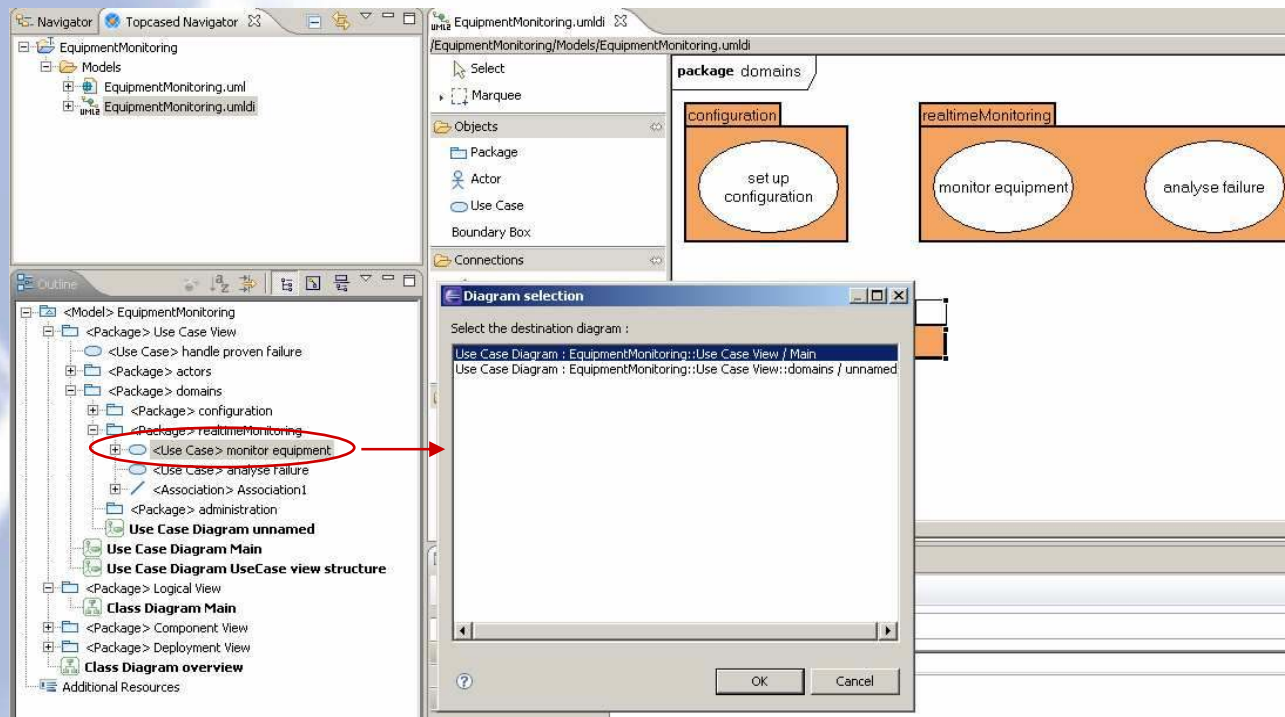 Navigator
Topcased Navigator
EquipmentMonitoring
Models
EquipmentMonitoring.uml
UML2
EquipmentMonitoring.umldi
Outline
<Model> EquipmentMonitoring
<Package> Use Case View
<Use Case> handle proven failure
<Package> actors
<Package> domains
<Package> configuration
<Package> realtimeMonitoring
<Use Case> monitor equipment
<Use Case> analyse failure
<Association> Association1
<Package> administration
Use Case Diagram unnamed
Use Case Diagram Main
Use Case Diagram UseCase view structure
<Package> Logical View
Class Diagram Main
<Package> Component View
<Package> Deployment View
Class Diagram overview
Additional Resources
UML2
EquipmentMonitoring.umldi
/EquipmentMonitoring/Models/EquipmentMonitoring.umldi
Select
Marquee
Objects
Package
Actor
Use Case
Boundary Box
Connections
package domains
configuration
set up
configuration
realtimeMonitoring
monitor equipment
analyse failure
Diagram selection
Select the destination diagram :
Use Case Diagram : EquipmentMonitoring::Use Case View / Main
Use Case Diagram : EquipmentMonitoring::Use Case View::domains / unnamed
OK
Cancel